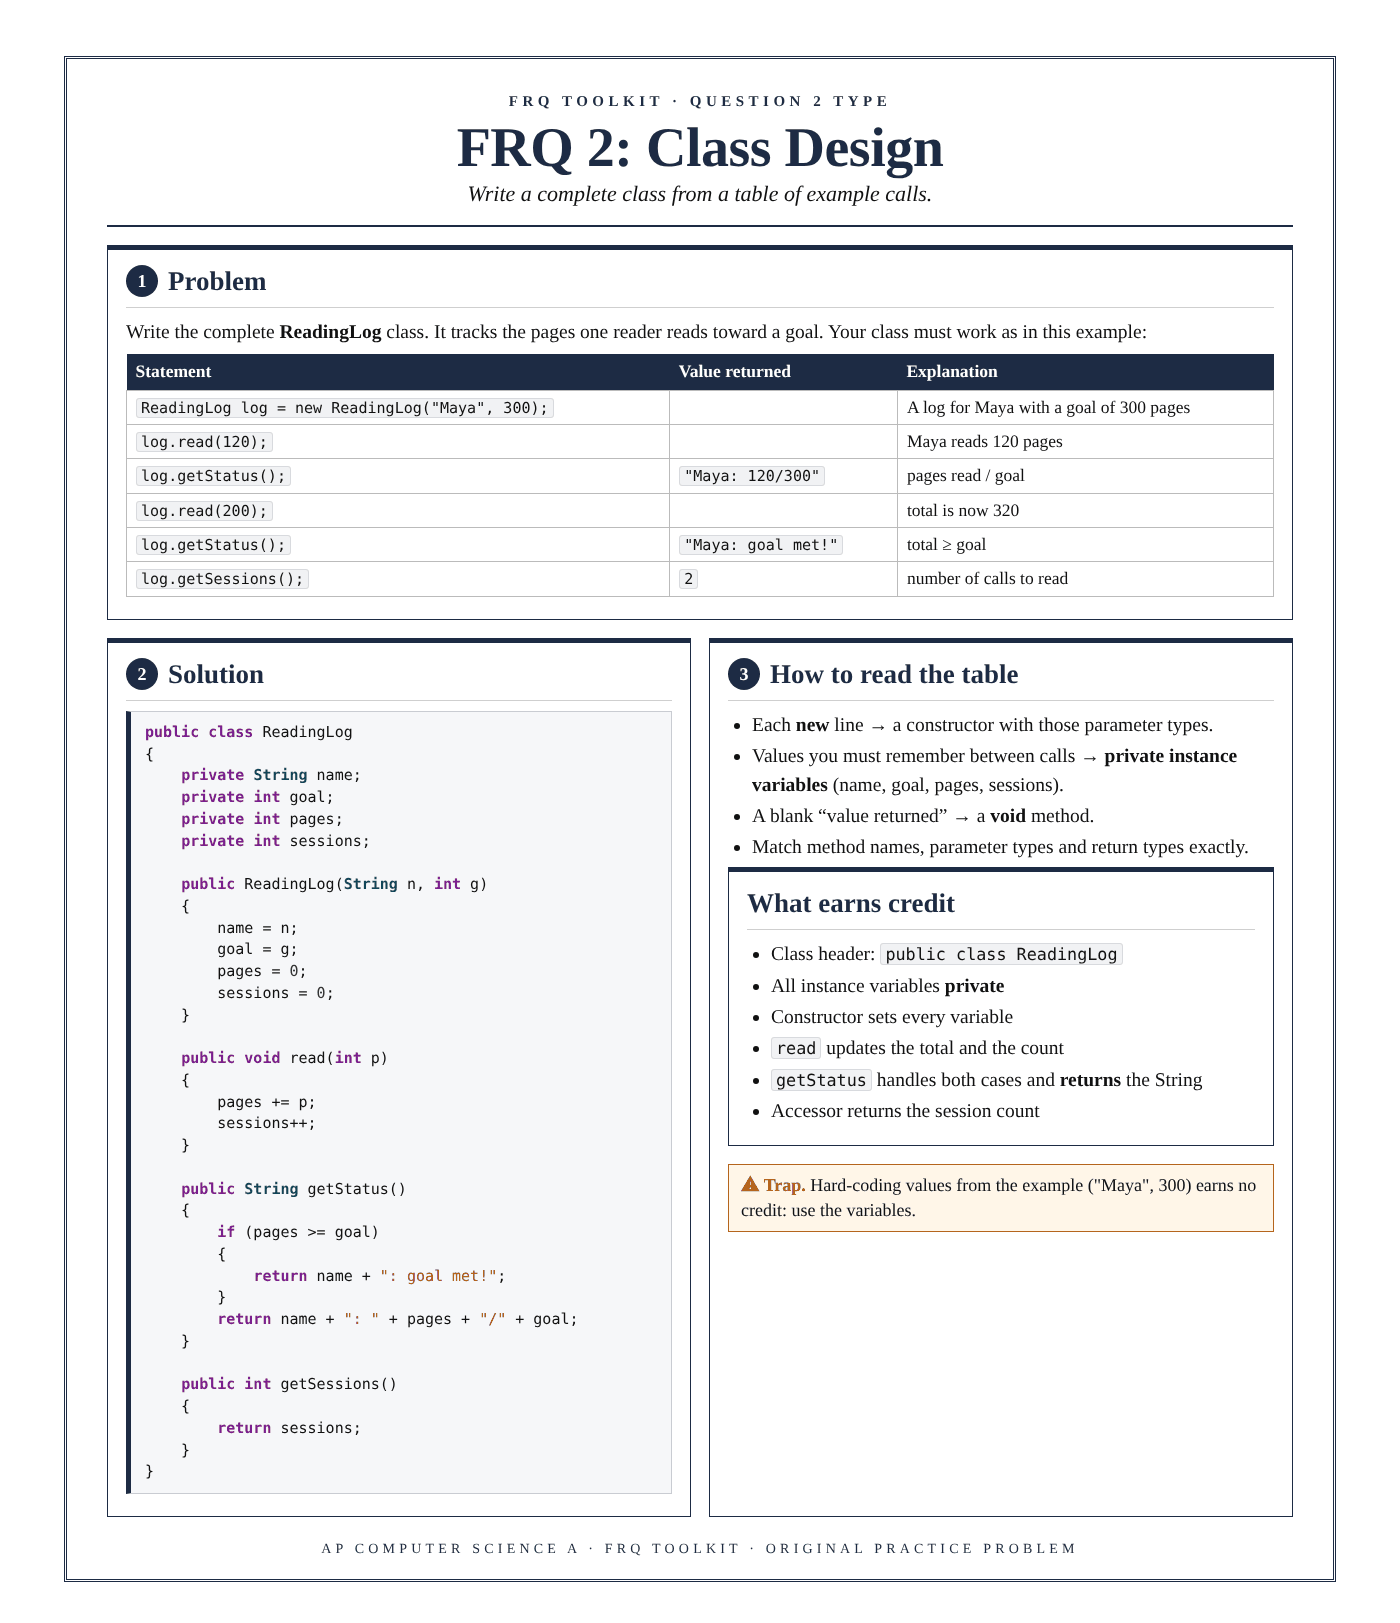 FRQ TOOLKIT · QUESTION 2 TYPE
FRQ 2: Class Design
Write a complete class from a table of example calls.
1 Problem
Write the complete ReadingLog class. It tracks the pages one reader reads toward a goal. Your class must work as in this example:
Statement Value returned Explanation
ReadingLog log = new ReadingLog("Maya", 300); A log for Maya with a goal of 300 pages
log.read(120); Maya reads 120 pages
log.getStatus(); "Maya: 120/300" pages read / goal
log.read(200); total is now 320
log.getStatus(); "Maya: goal met!" total ≥ goal
log.getSessions(); 2 number of calls to read
2 Solution
public class ReadingLog
{
    private String name;
    private int goal;
    private int pages;
    private int sessions;

    public ReadingLog(String n, int g)
    {
        name = n;
        goal = g;
        pages = 0;
        sessions = 0;
    }

    public void read(int p)
    {
        pages += p;
        sessions++;
    }

    public String getStatus()
    {
        if (pages >= goal)
        {
            return name + ": goal met!";
        }
        return name + ": " + pages + "/" + goal;
    }

    public int getSessions()
    {
        return sessions;
    }
}
3 How to read the table
• Each new line → a constructor with those parameter types.
• Values you must remember between calls → private instance
variables (name, goal, pages, sessions).
• A blank “value returned” → a void method.
• Match method names, parameter types and return types exactly.
What earns credit
• Class header: public class ReadingLog
• All instance variables private
• Constructor sets every variable
• read updates the total and the count
• getStatus handles both cases and returns the String
• Accessor returns the session count
⚠ Trap. Hard-coding values from the example ("Maya", 300) earns no
credit: use the variables.
AP COMPUTER SCIENCE A · FRQ TOOLKIT · ORIGINAL PRACTICE PROBLEM